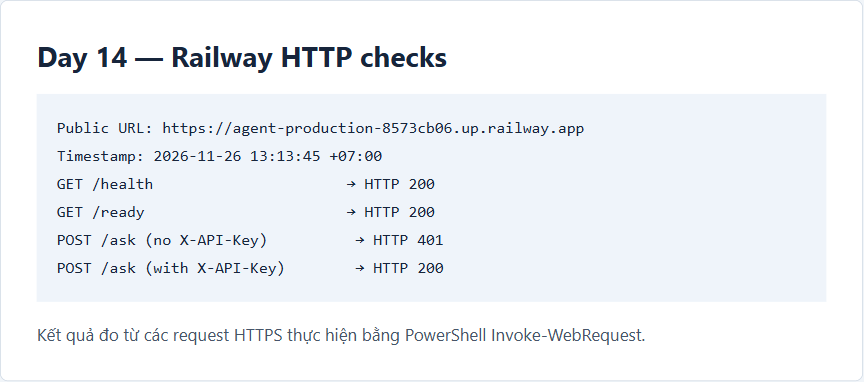 Day 14 — Railway HTTP checks
Public URL: https://agent-production-8573cb06.up.railway.app
Timestamp: 2026-11-26 13:13:45 +07:00
GET /health → HTTP 200
GET /ready → HTTP 200
POST /ask (no X-API-Key) → HTTP 401
POST /ask (with X-API-Key) → HTTP 200
Kết quả đo từ các request HTTPS thực hiện bằng PowerShell Invoke-WebRequest.